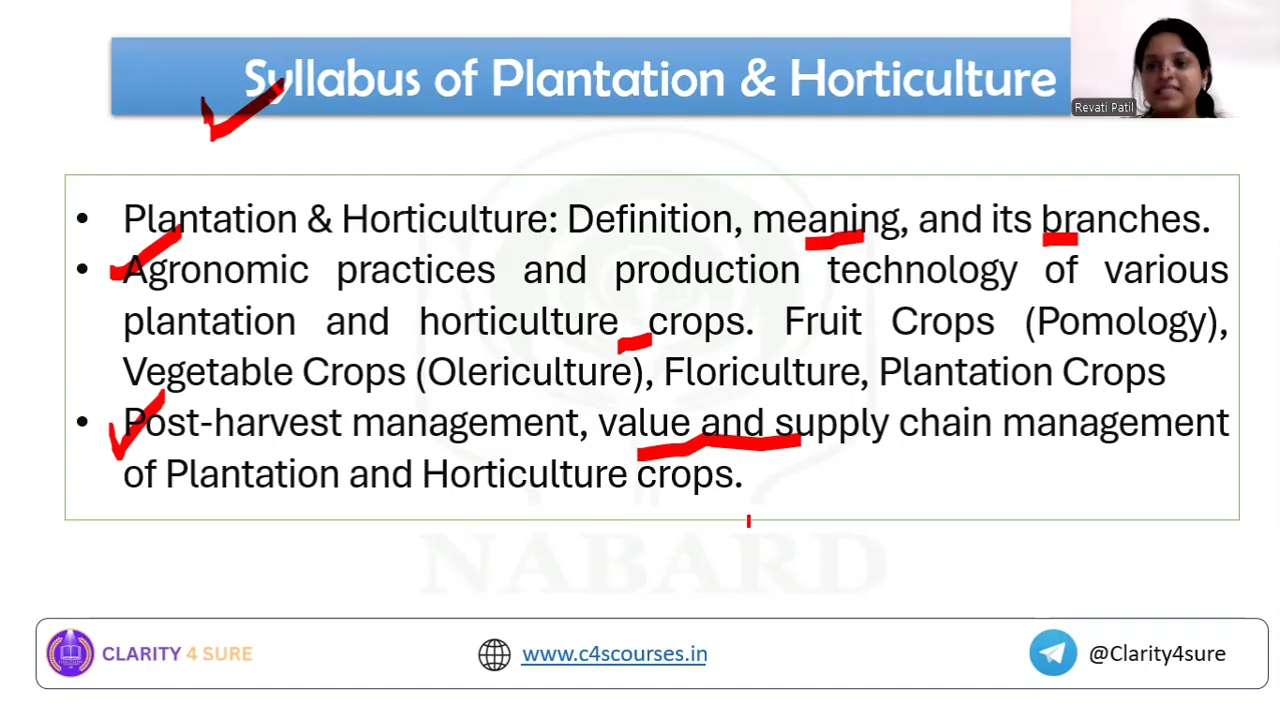 Syllabus of Plantation & Horticulture
Revati Patil
• Plantation & Horticulture: Definition, meaning, and its branches.
• Agronomic practices and production technology of various
plantation and horticulture crops. Fruit Crops (Pomology),
Vegetable Crops (Olericulture), Floriculture, Plantation Crops
• Post-harvest management, value and supply chain management
of Plantation and Horticulture crops.
NABARD
CLARITY 4 SURE
www.c4scourses.in
@Clarity4sure